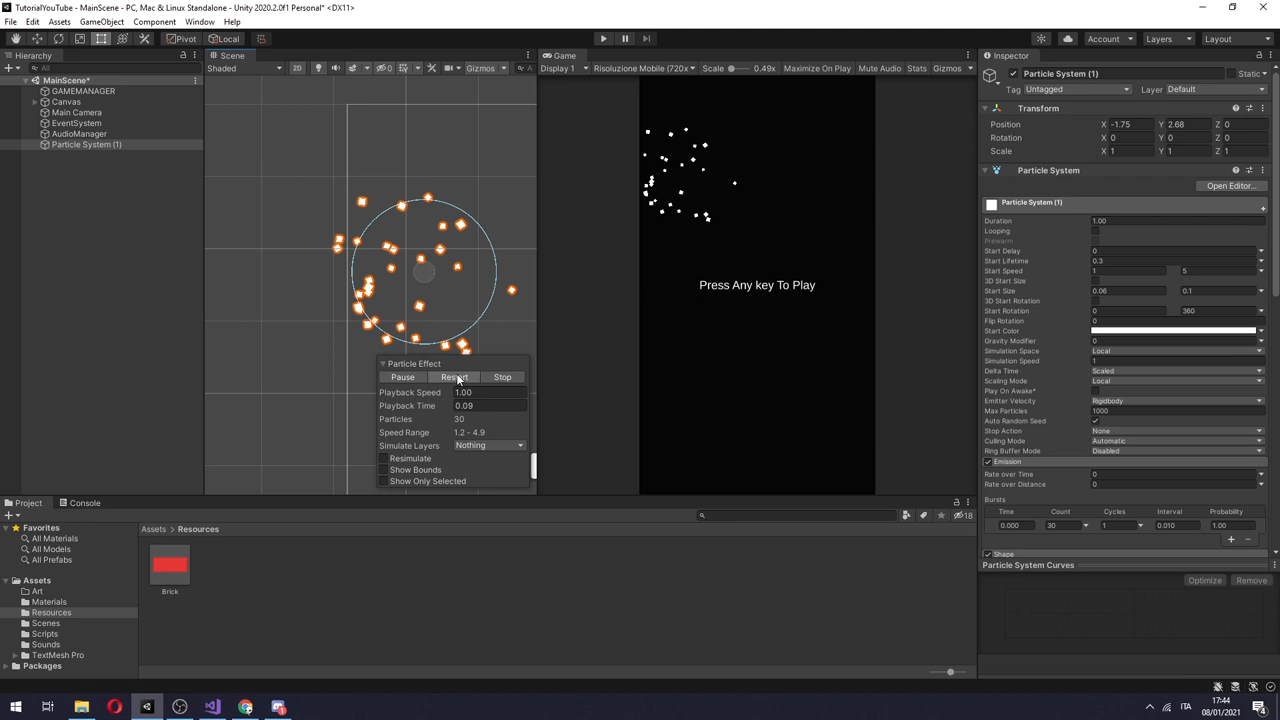 TutorialYouTube - MainScene - PC, Mac & Linux Standalone - Unity 2020.2.0f1 Personal* <DX11>
File Edit Assets GameObject Component Window Help
Pivot Local Account Layers Layout
Hierarchy
All
MainScene*
GAMEMANAGER
Canvas
Main Camera
EventSystem
AudioManager
Particle System (1)
Scene
Shaded 2D 0 Gizmos A
Particle Effect
Pause Restart Stop
Playback Speed 1.00
Playback Time 0.09
Particles 30
Speed Range 1.2 - 4.9
Simulate Layers Nothing
Resimulate
Show Bounds
Show Only Selected
Game
Display 1 Risoluzione Mobile (720x Scale 0.49x Maximize On Play Mute Audio Stats Gizmos
Press Any key To Play
Inspector
Particle System (1) Static
Tag Untagged Layer Default
Transform
Position X -1.75 Y 2.68 Z 0
Rotation X 0 Y 0 Z 0
Scale X 1 Y 1 Z 1
Particle System
Open Editor...
Particle System (1)
Duration 1.00
Looping
Prewarm
Start Delay 0
Start Lifetime 0.3
Start Speed 1 5
3D Start Size
Start Size 0.06 0.1
3D Start Rotation
Start Rotation 0 360
Flip Rotation 0
Start Color
Gravity Modifier 0
Simulation Space Local
Simulation Speed 1
Delta Time Scaled
Scaling Mode Local
Play On Awake*
Emitter Velocity Rigidbody
Max Particles 1000
Auto Random Seed
Stop Action None
Culling Mode Automatic
Ring Buffer Mode Disabled
Emission
Rate over Time 0
Rate over Distance 0
Bursts
Time Count Cycles Interval Probability
0.000 30 1 0.010 1.00
Shape
Particle System Curves
Optimize Remove
Project Console
18
Favorites
All Materials
All Models
All Prefabs
Assets
Art
Materials
Resources
Scenes
Scripts
Sounds
TextMesh Pro
Packages
Assets Resources
Brick
ITA
17:44
08/01/2021
4